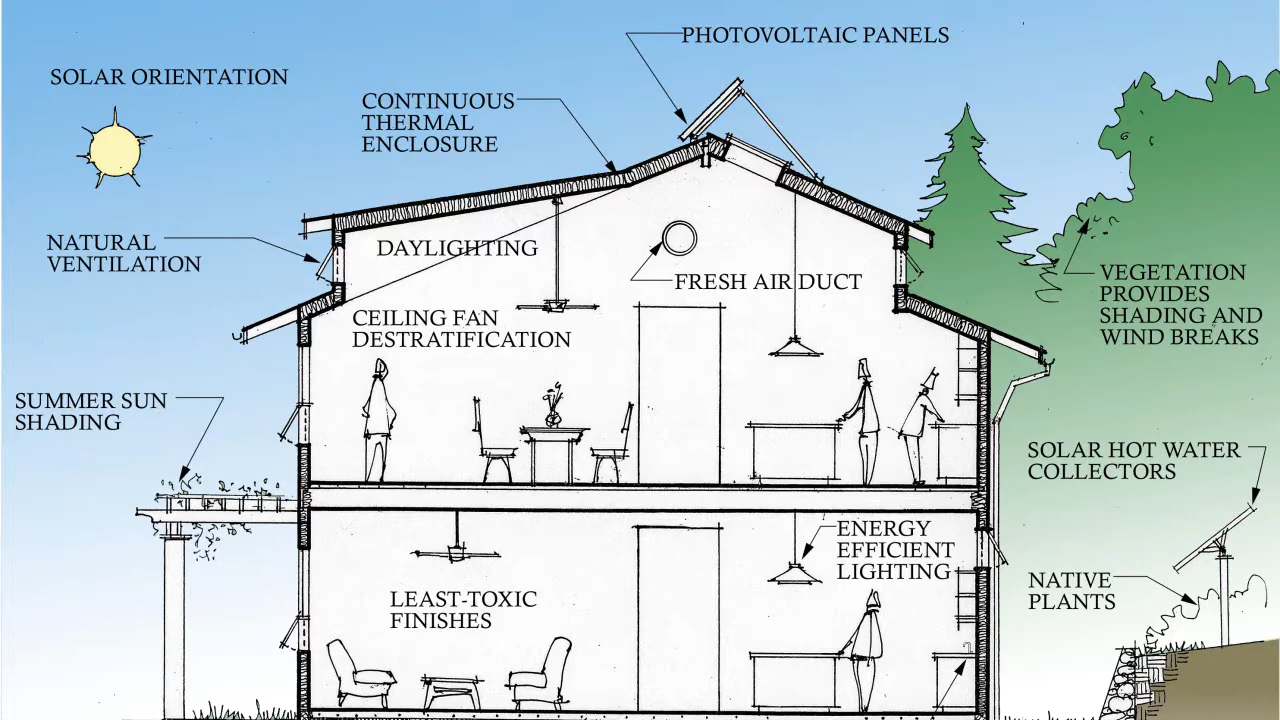 PHOTOVOLTAIC PANELS
SOLAR ORIENTATION
CONTINUOUS
THERMAL
ENCLOSURE
NATURAL
VENTILATION
DAYLIGHTING
FRESH AIR DUCT
VEGETATION
PROVIDES
SHADING AND
WIND BREAKS
CEILING FAN
DESTRATIFICATION
SUMMER SUN
SHADING
SOLAR HOT WATER
COLLECTORS
ENERGY
EFFICIENT
LIGHTING
NATIVE
PLANTS
LEAST-TOXIC
FINISHES